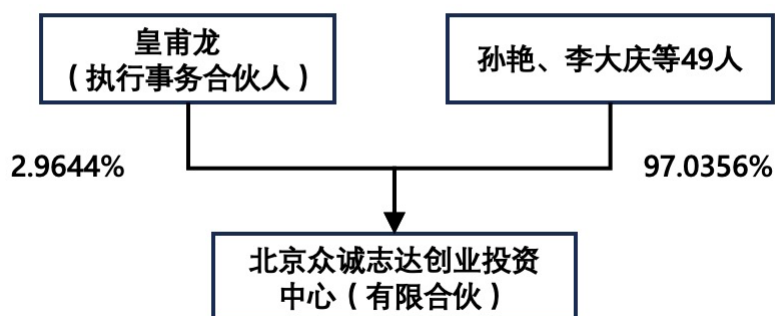 皇甫龙
（执行事务合伙人）
孙艳、李大庆等49人
2.9644%
97.0356%
北京众诚志达创业投资
中心（有限合伙）